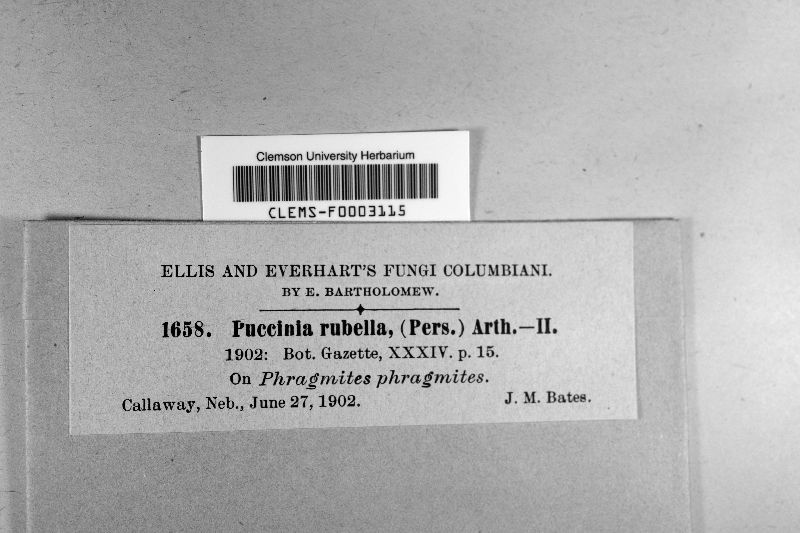 Clemson University Herbarium
CLEMS-F0003115
ELLIS AND EVERHART'S FUNGI COLUMBIANI.
BY E. BARTHOLOMEW.
1658. Puccinia rubella, (Pers.) Arth.—II.
1902: Bot. Gazette, XXXIV. p. 15.
On Phragmites phragmites.
Callaway, Neb., June 27, 1902. J. M. Bates.